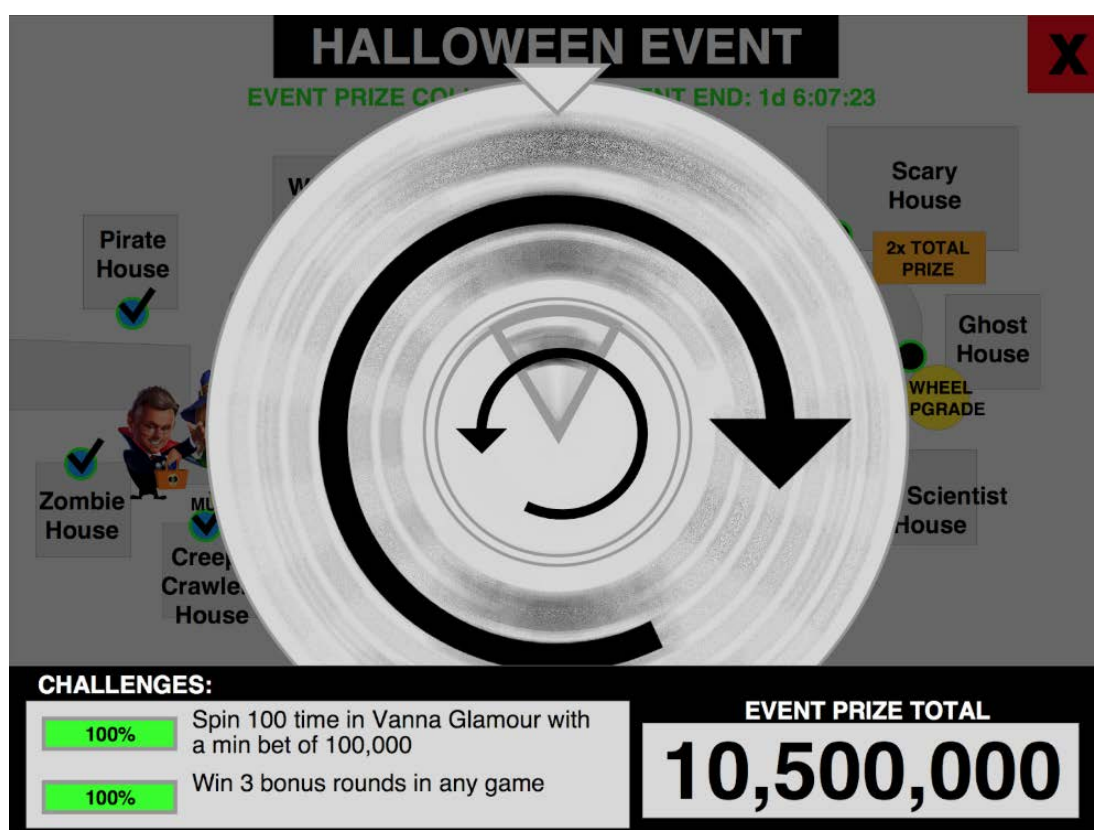 HALLOWEEN EVENT
X
EVENT PRIZE END: 1d 6:07:23
Scary
House
2x TOTAL
PRIZE
Pirate
House
Ghost
House
WHEEL
PGRADE
Zombie
House
Scientist
House
Creep
Crawle
House
CHALLENGES:
100%
Spin 100 time in Vanna Glamour with
a min bet of 100,000
100%
Win 3 bonus rounds in any game
EVENT PRIZE TOTAL
10,500,000